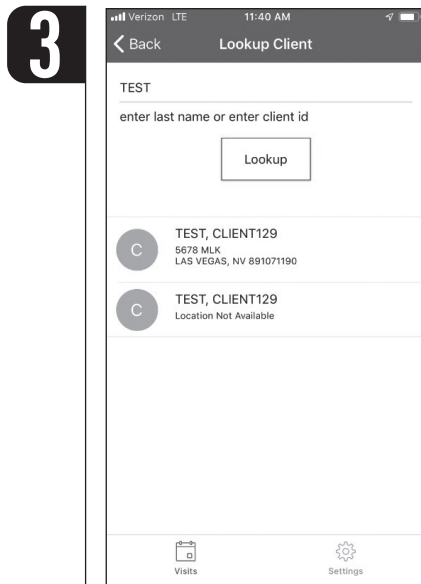 3
Verizon LTE 11:40 AM
Back Lookup Client
TEST
enter last name or enter client id
Lookup
C
TEST, CLIENT129
5678 MLK
LAS VEGAS, NV 891071190
C
TEST, CLIENT129
Location Not Available
Visits Settings